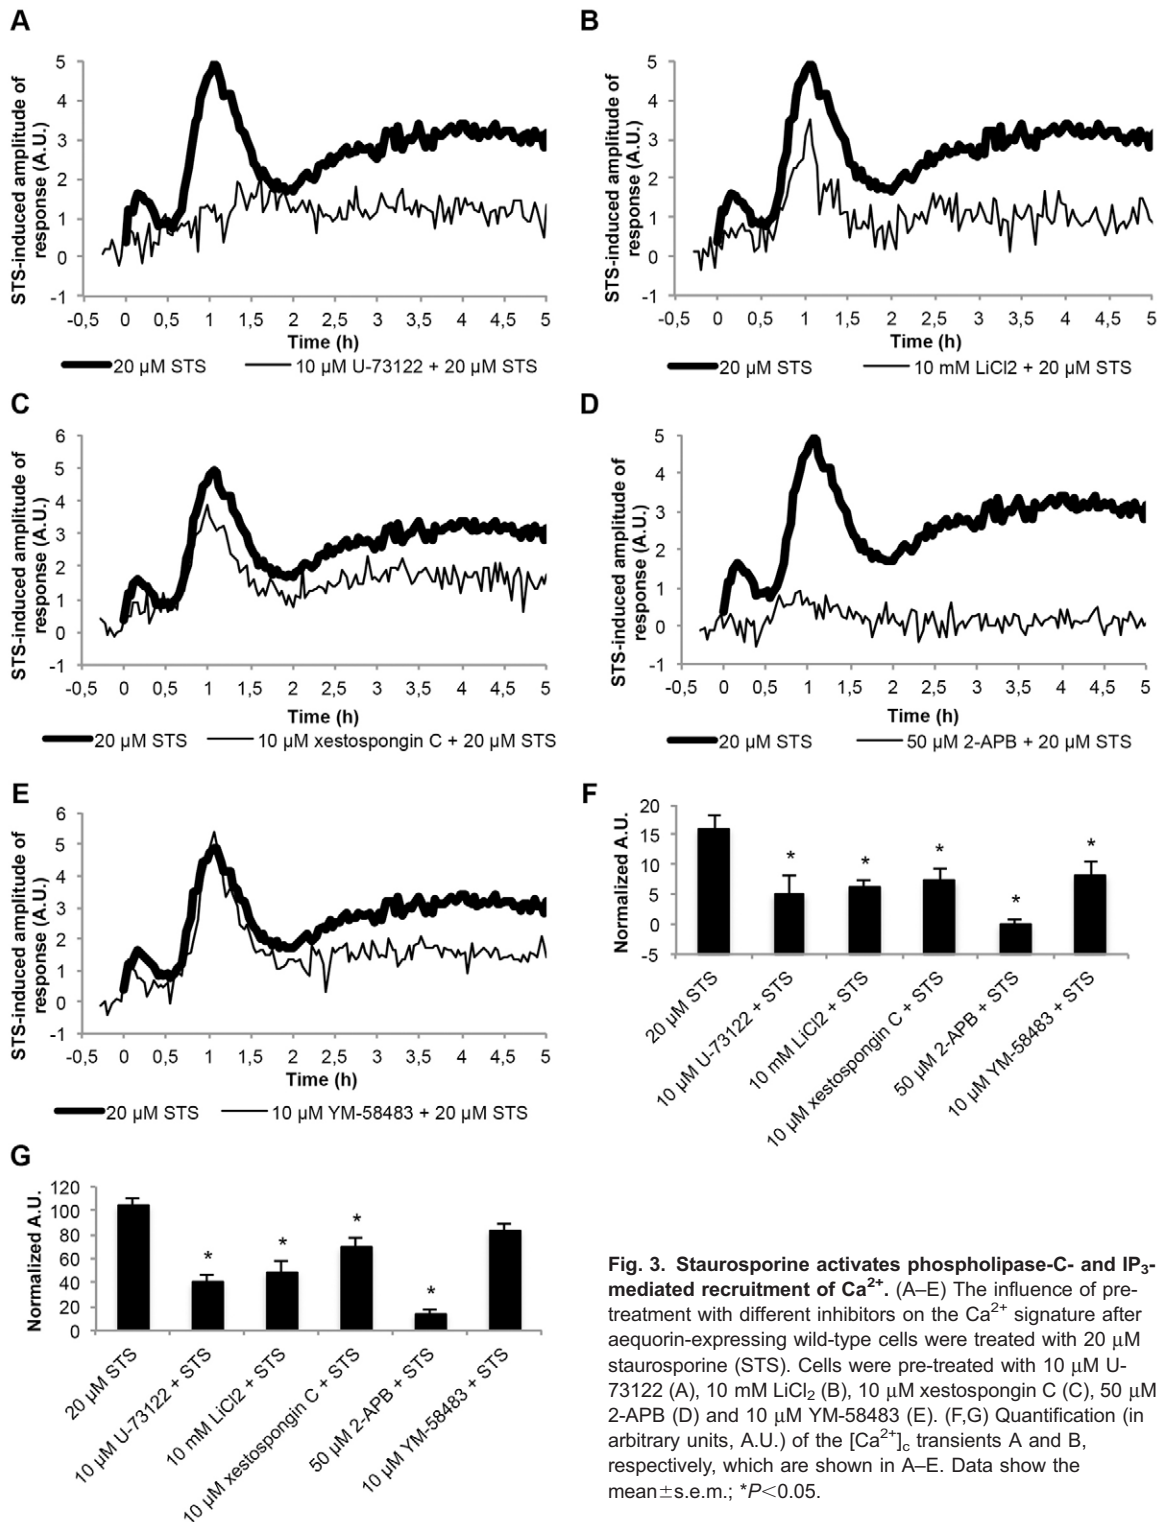 A
STS-induced amplitude of
response (A.U.)
5
4
3
2
1
0
-1
-0,5 0 0,5 1 1,5 2 2,5 3 3,5 4 4,5 5
Time (h)
20 µM STS 10 µM U-73122 + 20 µM STS
B
STS-induced amplitude of
response (A.U.)
5
4
3
2
1
0
-1
-0,5 0 0,5 1 1,5 2 2,5 3 3,5 4 4,5 5
Time (h)
20 µM STS 10 mM LiCl2 + 20 µM STS
C
STS-induced amplitude of
response (A.U.)
6
5
4
3
2
1
0
-1
-0,5 0 0,5 1 1,5 2 2,5 3 3,5 4 4,5 5
Time (h)
20 µM STS 10 µM xestospongin C + 20 µM STS
D
STS-induced amplitude of
response (A.U.)
5
4
3
2
1
0
-1
-0,5 0 0,5 1 1,5 2 2,5 3 3,5 4 4,5 5
Time (h)
20 µM STS 50 µM 2-APB + 20 µM STS
E
STS-induced amplitude of
response (A.U.)
6
5
4
3
2
1
0
-1
-0,5 0 0,5 1 1,5 2 2,5 3 3,5 4 4,5 5
Time (h)
20 µM STS 10 µM YM-58483 + 20 µM STS
F
Normalized A.U.
20
15
10
5
0
-5
* * * * *
20 µM STS
10 µM U-73122 + STS
10 mM LiCl2 + STS
10 µM xestospongin C + STS
50 µM 2-APB + STS
10 µM YM-58483 + STS
G
Normalized A.U.
120
100
80
60
40
20
0
* * * *
20 µM STS
10 µM U-73122 + STS
10 mM LiCl2 + STS
10 µM xestospongin C + STS
50 µM 2-APB + STS
10 µM YM-58483 + STS
Fig. 3. Staurosporine activates phospholipase-C- and IP₃-
mediated recruitment of Ca²⁺. (A–E) The influence of pre-
treatment with different inhibitors on the Ca²⁺ signature after
aequorin-expressing wild-type cells were treated with 20 µM
staurosporine (STS). Cells were pre-treated with 10 µM U-
73122 (A), 10 mM LiCl₂ (B), 10 µM xestospongin C (C), 50 µM
2-APB (D) and 10 µM YM-58483 (E). (F,G) Quantification (in
arbitrary units, A.U.) of the [Ca²⁺]c transients A and B,
respectively, which are shown in A–E. Data show the
mean±s.e.m.; *P<0.05.